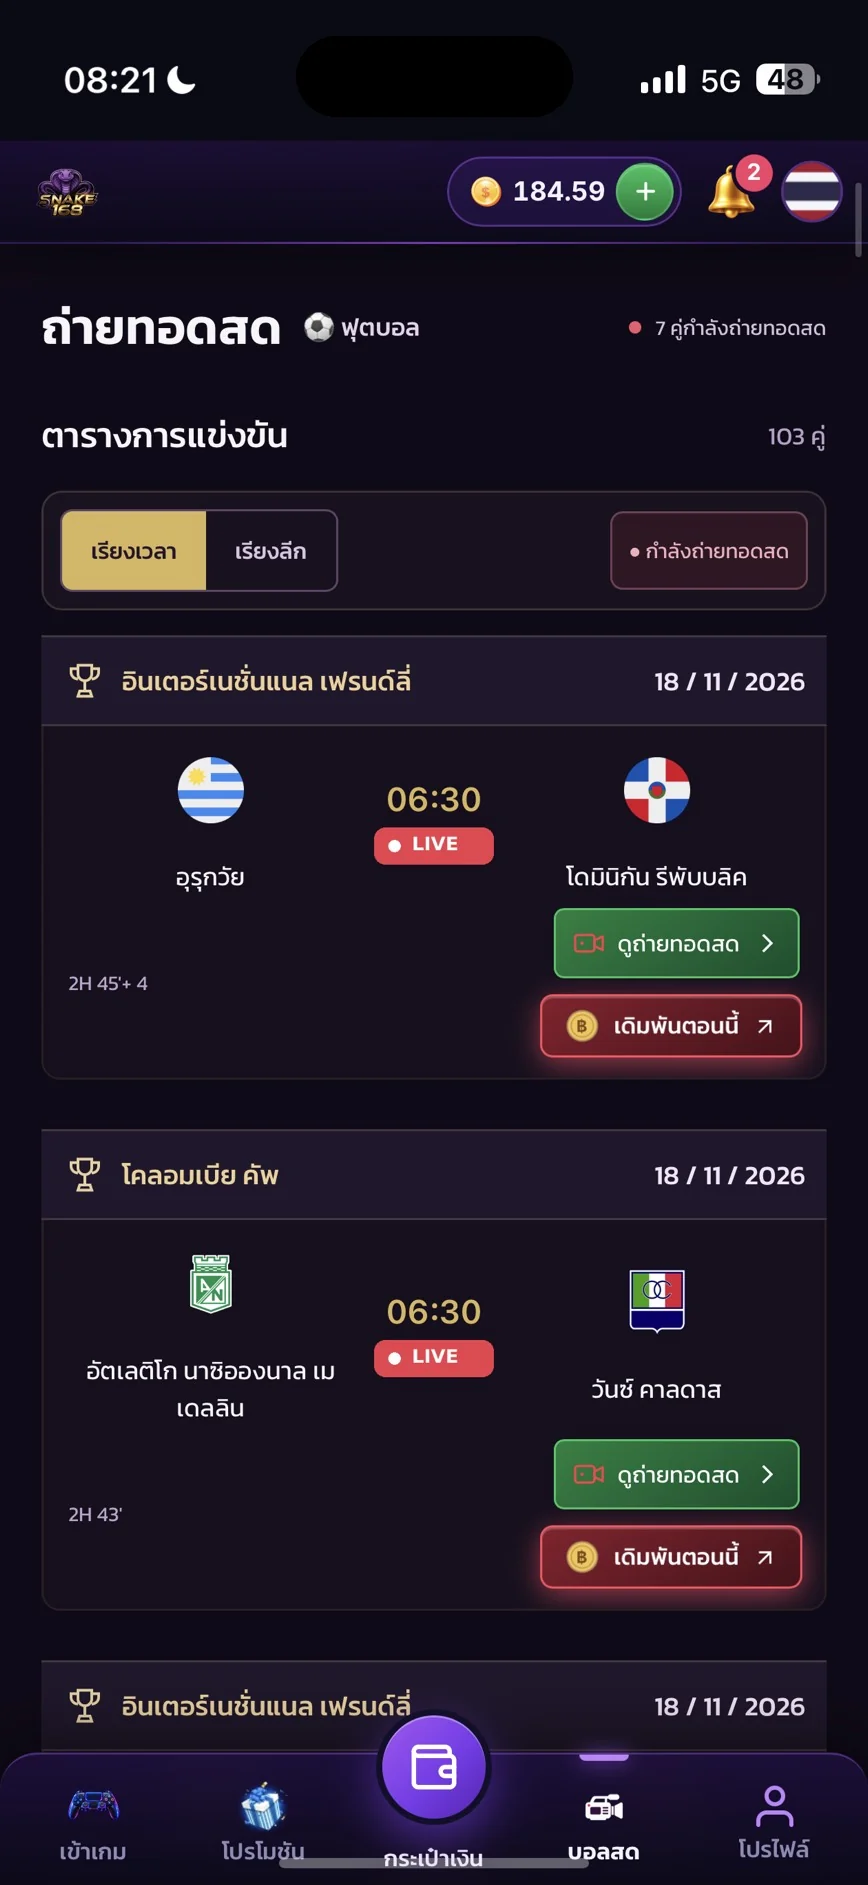 08:21
5G
48
SNAKE
168
184.59
2
ถ่ายทอดสด
ฟุตบอล
7 คู่กำลังถ่ายทอดสด
ตารางการแข่งขัน
103 คู่
เรียงเวลา
เรียงลีก
กำลังถ่ายทอดสด
อินเตอร์เนชั่นแนล เฟรนด์ลี่
18 / 11 / 2026
06:30
LIVE
อุรุกวัย
โดมินิกัน รีพับบลิค
ดูถ่ายทอดสด
2H 45'+ 4
เดิมพันตอนนี้
โคลอมเบีย คัพ
18 / 11 / 2026
06:30
LIVE
อัตเลติโก นาซิอองนาล เม
เดลลิน
วันซ์ คาลดาส
ดูถ่ายทอดสด
2H 43'
เดิมพันตอนนี้
อินเตอร์เนชั่นแนล เฟรนด์ลี่
18 / 11 / 2026
เข้าเกม
โปรโมชัน
กระเป๋าเงิน
บอลสด
โปรไฟล์